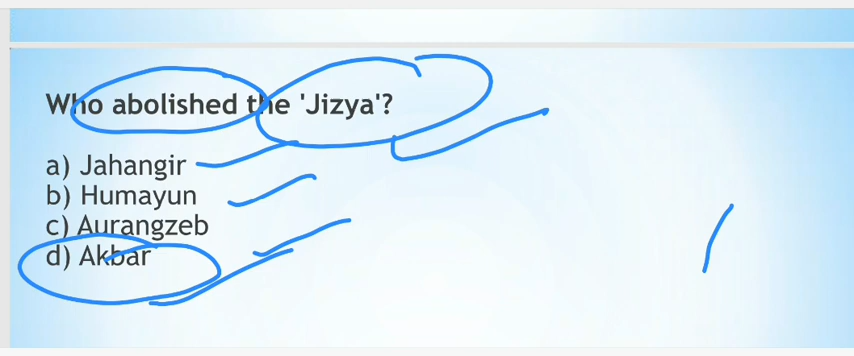 Who abolished the 'Jizya'?
a) Jahangir
b) Humayun
c) Aurangzeb
d) Akbar